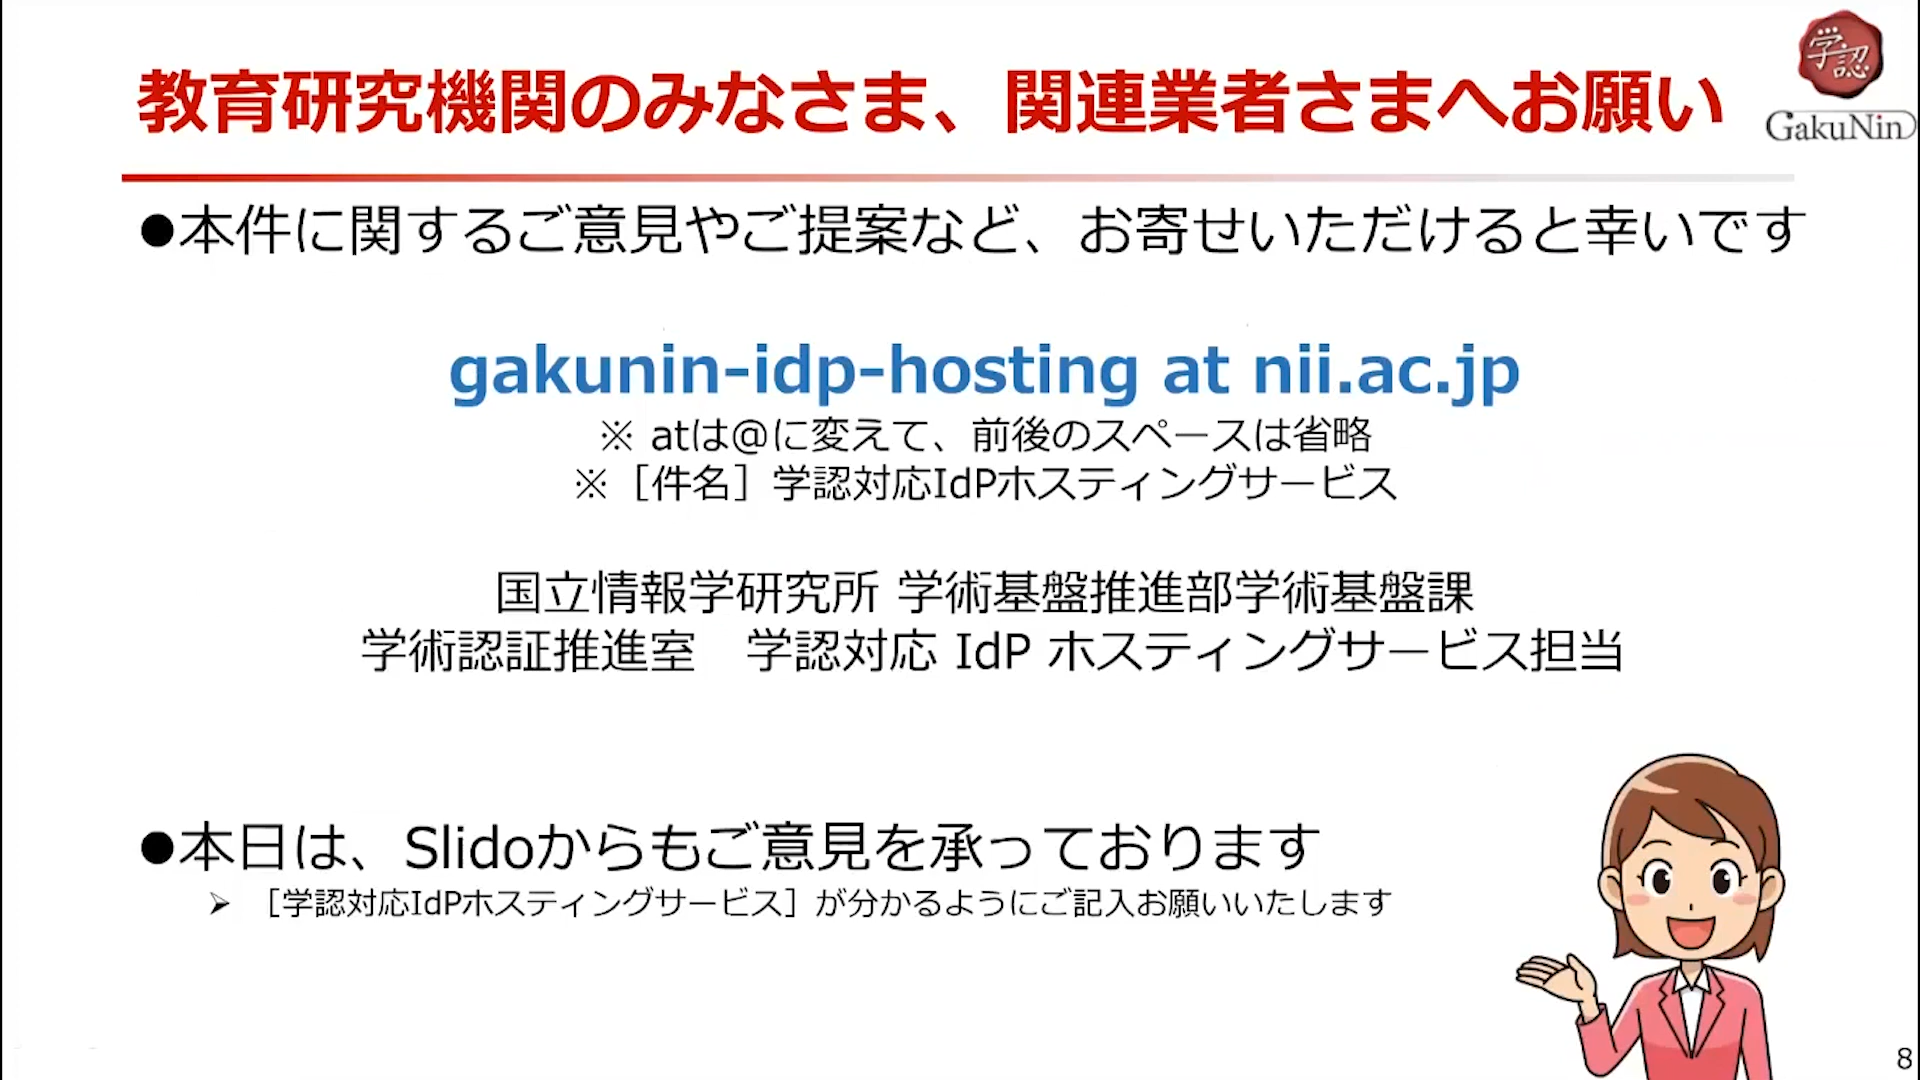 教育研究機関のみなさま、関連業者さまへお願い
学認
GakuNin
●本件に関するご意見やご提案など、お寄せいただけると幸いです
gakunin-idp-hosting at nii.ac.jp
※ atは@に変えて、前後のスペースは省略
※［件名］学認対応IdPホスティングサービス
国立情報学研究所 学術基盤推進部学術基盤課
学術認証推進室　学認対応 IdP ホスティングサービス担当
●本日は、Slidoからもご意見を承っております
➢ ［学認対応IdPホスティングサービス］が分かるようにご記入お願いいたします
8